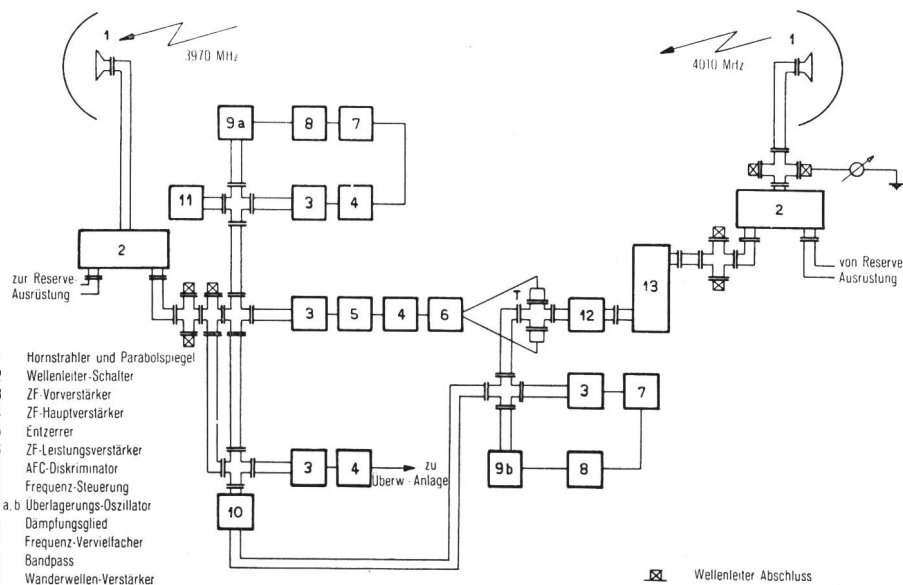 1
3970 MHz
1
4010 MHz
9a
8
7
11
3
4
2
2
zur Reserve-
Ausrüstung
von Reserve
Ausrüstung
3
5
4
6
T
12
13
3
7
9b
8
3
4
zu
Überw-Anlage
10
Hornstrahler und Parabolspiegel
Wellenleiter-Schalter
ZF-Vorverstärker
ZF-Hauptverstärker
Entzerrer
ZF-Leistungsverstärker
AFC-Diskriminator
Frequenz-Steuerung
a, b Überlagerungs-Oszillator
Dämpfungsglied
Frequenz-Vervielfacher
Bandpass
Wanderwellen-Verstärker
Wellenleiter-Abschluss